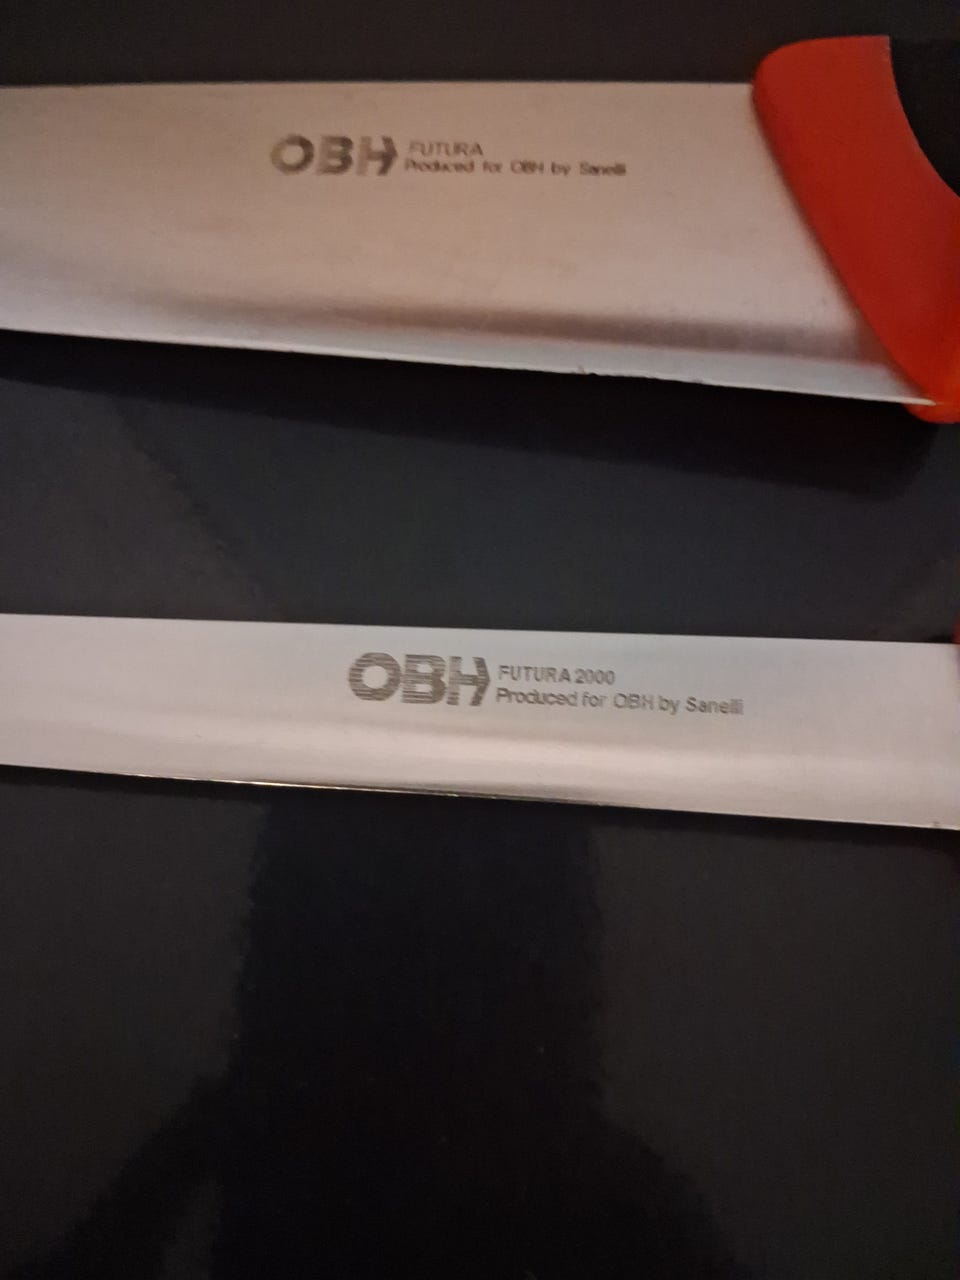 OBH FUTURA
Produced for OBH by Sanelli
OBH FUTURA 2000
Produced for OBH by Sanelli